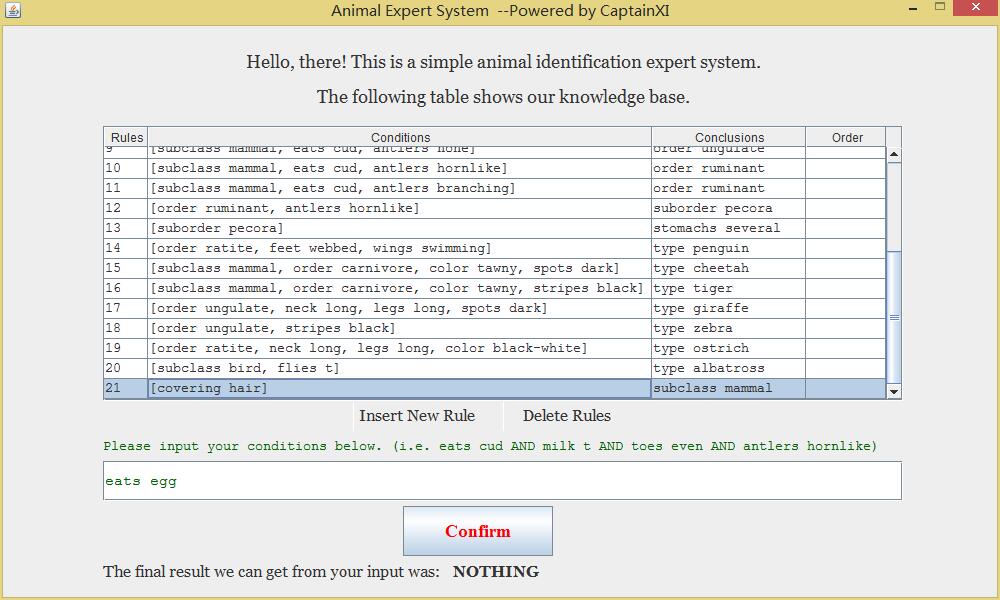 Animal Expert System --Powered by CaptainXI
Hello, there! This is a simple animal identification expert system.
The following table shows our knowledge base.
Rules Conditions Conclusions Order
9 [subclass mammal, eats cud, antlers none] order ungulate
10 [subclass mammal, eats cud, antlers hornlike] order ruminant
11 [subclass mammal, eats cud, antlers branching] order ruminant
12 [order ruminant, antlers hornlike] suborder pecora
13 [suborder pecora] stomachs several
14 [order ratite, feet webbed, wings swimming] type penguin
15 [subclass mammal, order carnivore, color tawny, spots dark] type cheetah
16 [subclass mammal, order carnivore, color tawny, stripes black] type tiger
17 [order ungulate, neck long, legs long, spots dark] type giraffe
18 [order ungulate, stripes black] type zebra
19 [order ratite, neck long, legs long, color black-white] type ostrich
20 [subclass bird, flies t] type albatross
21 [covering hair] subclass mammal
Insert New Rule Delete Rules
Please input your conditions below. (i.e. eats cud AND milk t AND toes even AND antlers hornlike)
eats egg
Confirm
The final result we can get from your input was: NOTHING